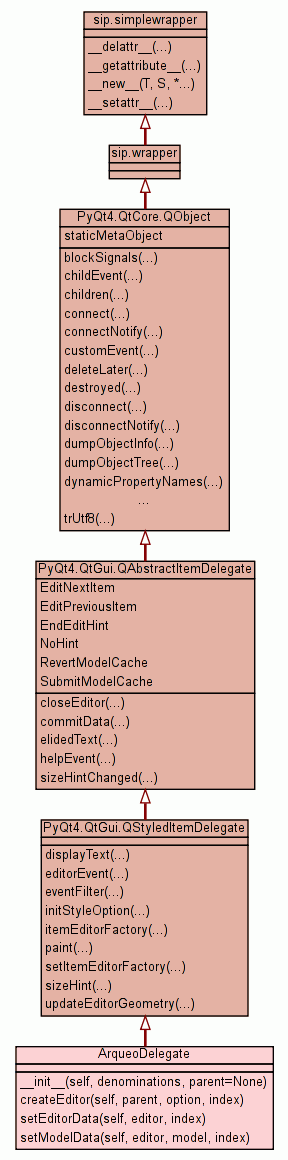 sip.simplewrapper
__delattr__(...)
__getattribute__(...)
__new__(T, S, *...)
__setattr__(...)
sip.wrapper
PyQt4.QtCore.QObject
staticMetaObject
blockSignals(...)
childEvent(...)
children(...)
connect(...)
connectNotify(...)
customEvent(...)
deleteLater(...)
destroyed(...)
disconnect(...)
disconnectNotify(...)
dumpObjectInfo(...)
dumpObjectTree(...)
dynamicPropertyNames(...)
...
trUtf8(...)
PyQt4.QtGui.QAbstractItemDelegate
EditNextItem
EditPreviousItem
EndEditHint
NoHint
RevertModelCache
SubmitModelCache
closeEditor(...)
commitData(...)
elidedText(...)
helpEvent(...)
sizeHintChanged(...)
PyQt4.QtGui.QStyledItemDelegate
displayText(...)
editorEvent(...)
eventFilter(...)
initStyleOption(...)
itemEditorFactory(...)
paint(...)
setItemEditorFactory(...)
sizeHint(...)
updateEditorGeometry(...)
ArqueoDelegate
__init__(self, denominations, parent=None)
createEditor(self, parent, option, index)
setEditorData(self, editor, index)
setModelData(self, editor, model, index)